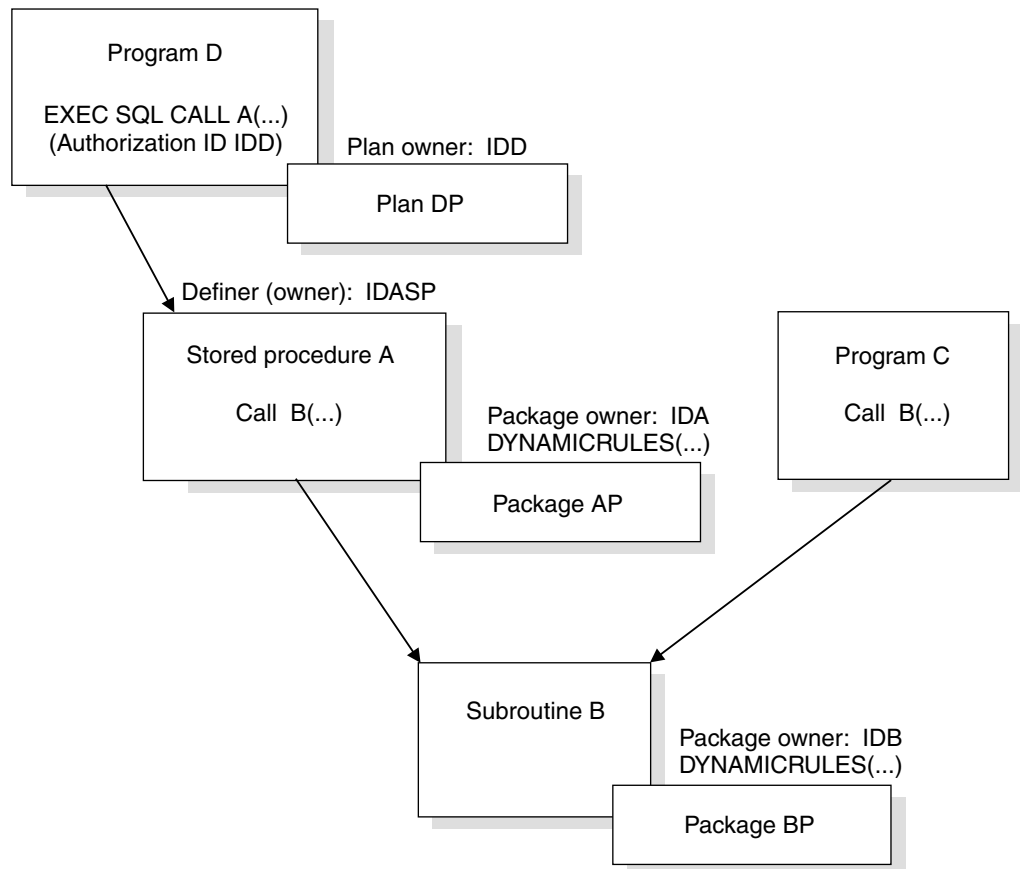 Program D
EXEC SQL CALL A(...)
(Authorization ID IDD)
Plan owner:  IDD
Plan DP
Definer (owner):  IDASP
Stored procedure A
Call  B(...)
Package owner:  IDA
DYNAMICRULES(...)
Package AP
Program C
Call  B(...)
Subroutine B
Package owner:  IDB
DYNAMICRULES(...)
Package BP